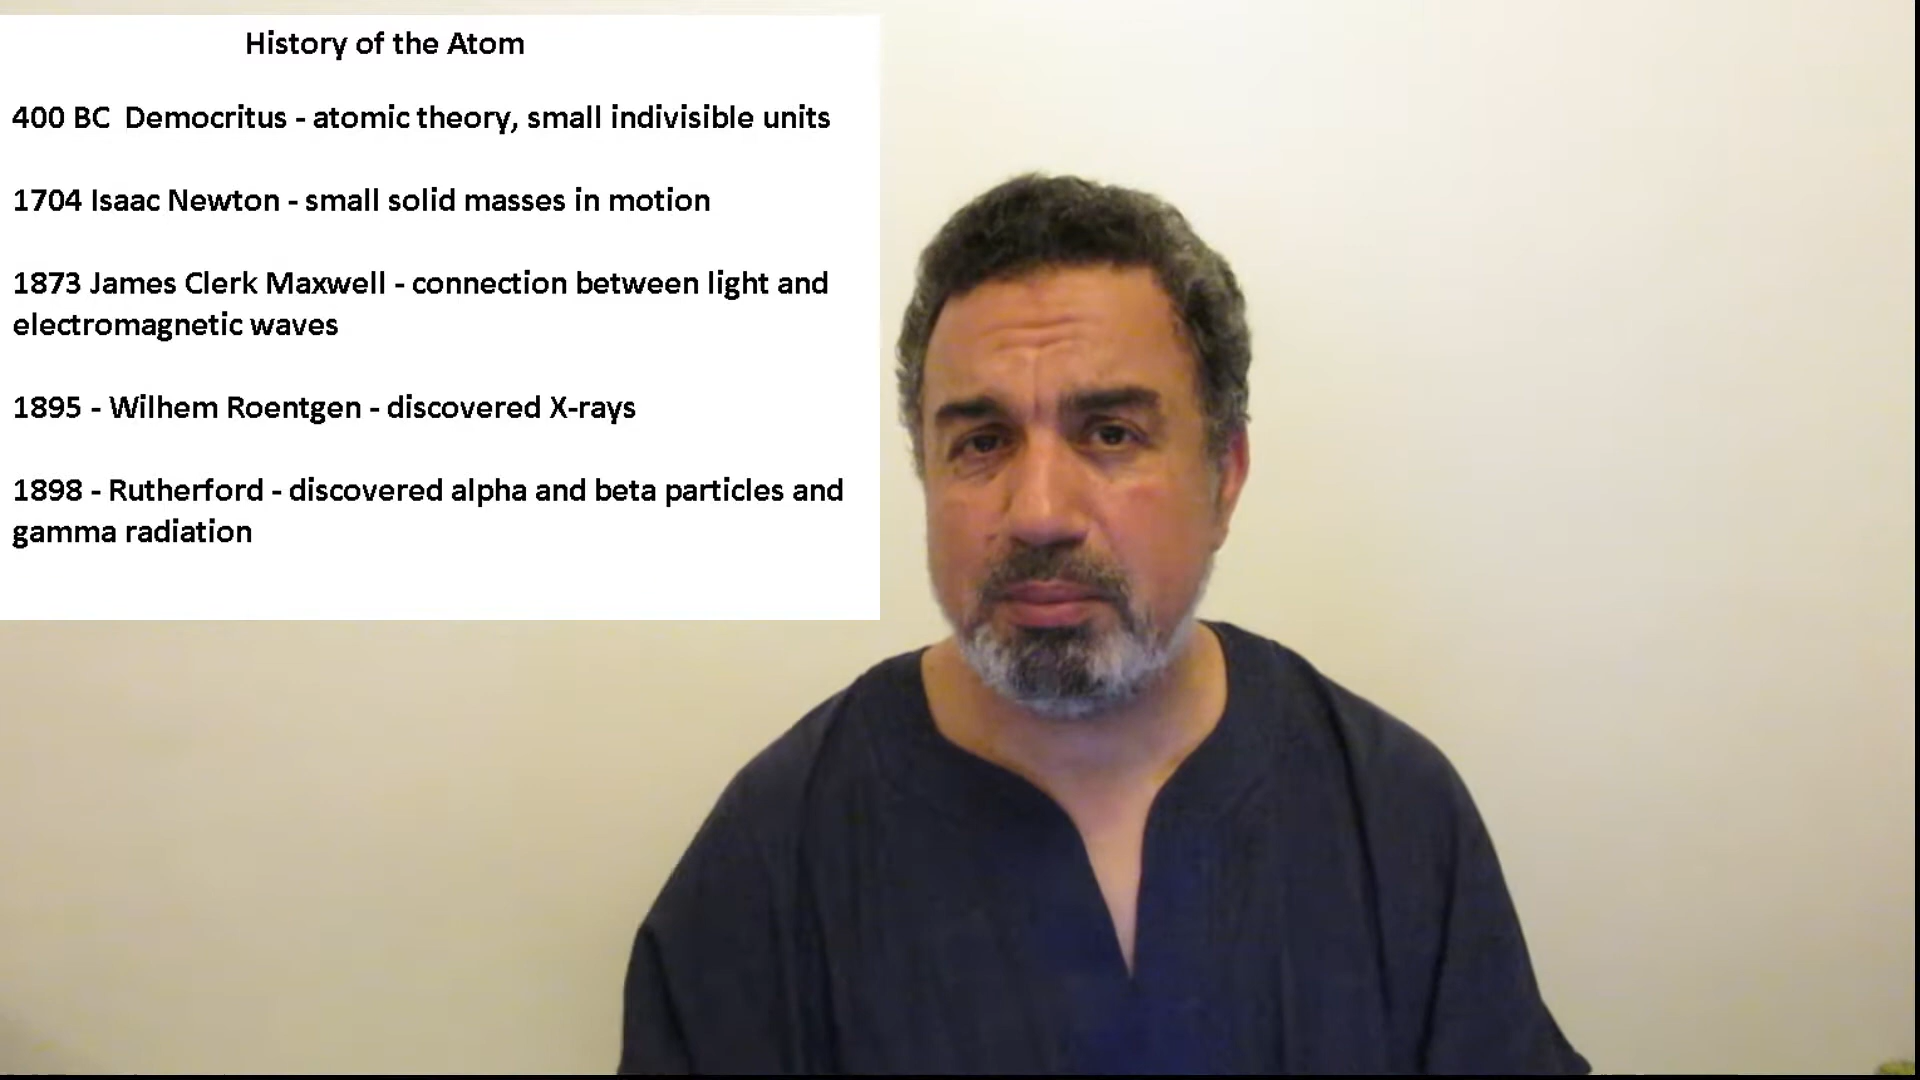 History of the Atom
400 BC Democritus - atomic theory, small indivisible units
1704 Isaac Newton - small solid masses in motion
1873 James Clerk Maxwell - connection between light and
electromagnetic waves
1895 - Wilhem Roentgen - discovered X-rays
1898 - Rutherford - discovered alpha and beta particles and
gamma radiation